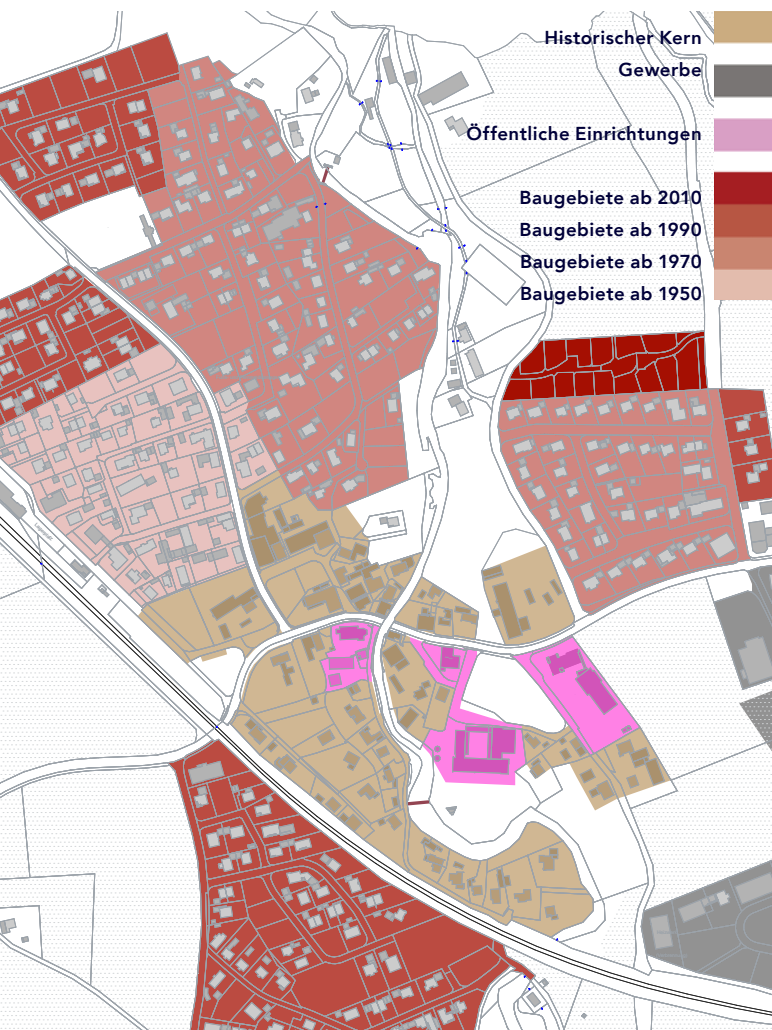 Historischer Kern
Gewerbe
Öffentliche Einrichtungen
Baugebiete ab 2010
Baugebiete ab 1990
Baugebiete ab 1970
Baugebiete ab 1950